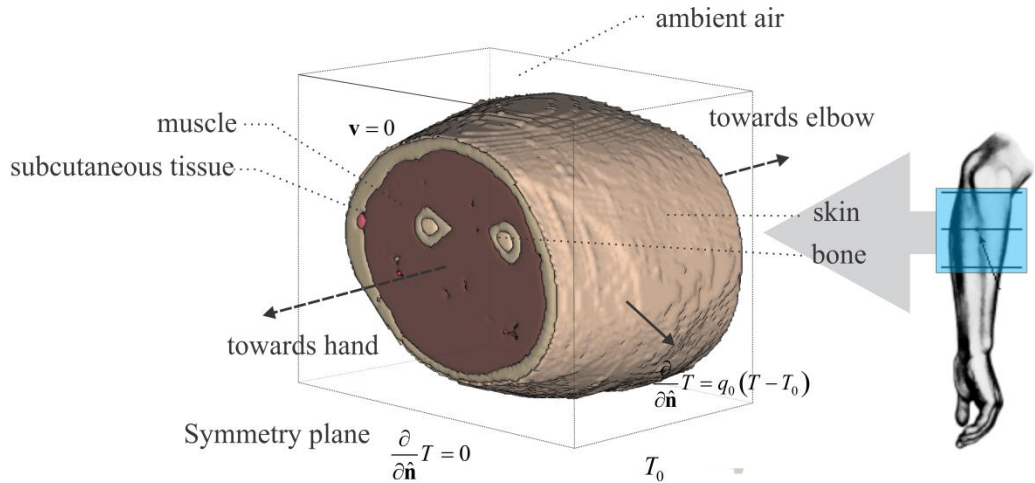 ambient air
muscle
v = 0
towards elbow
subcutaneous tissue
skin
bone
towards hand
∂/∂n̂ T = q₀ (T − T₀)
Symmetry plane
∂/∂n̂ T = 0
T₀